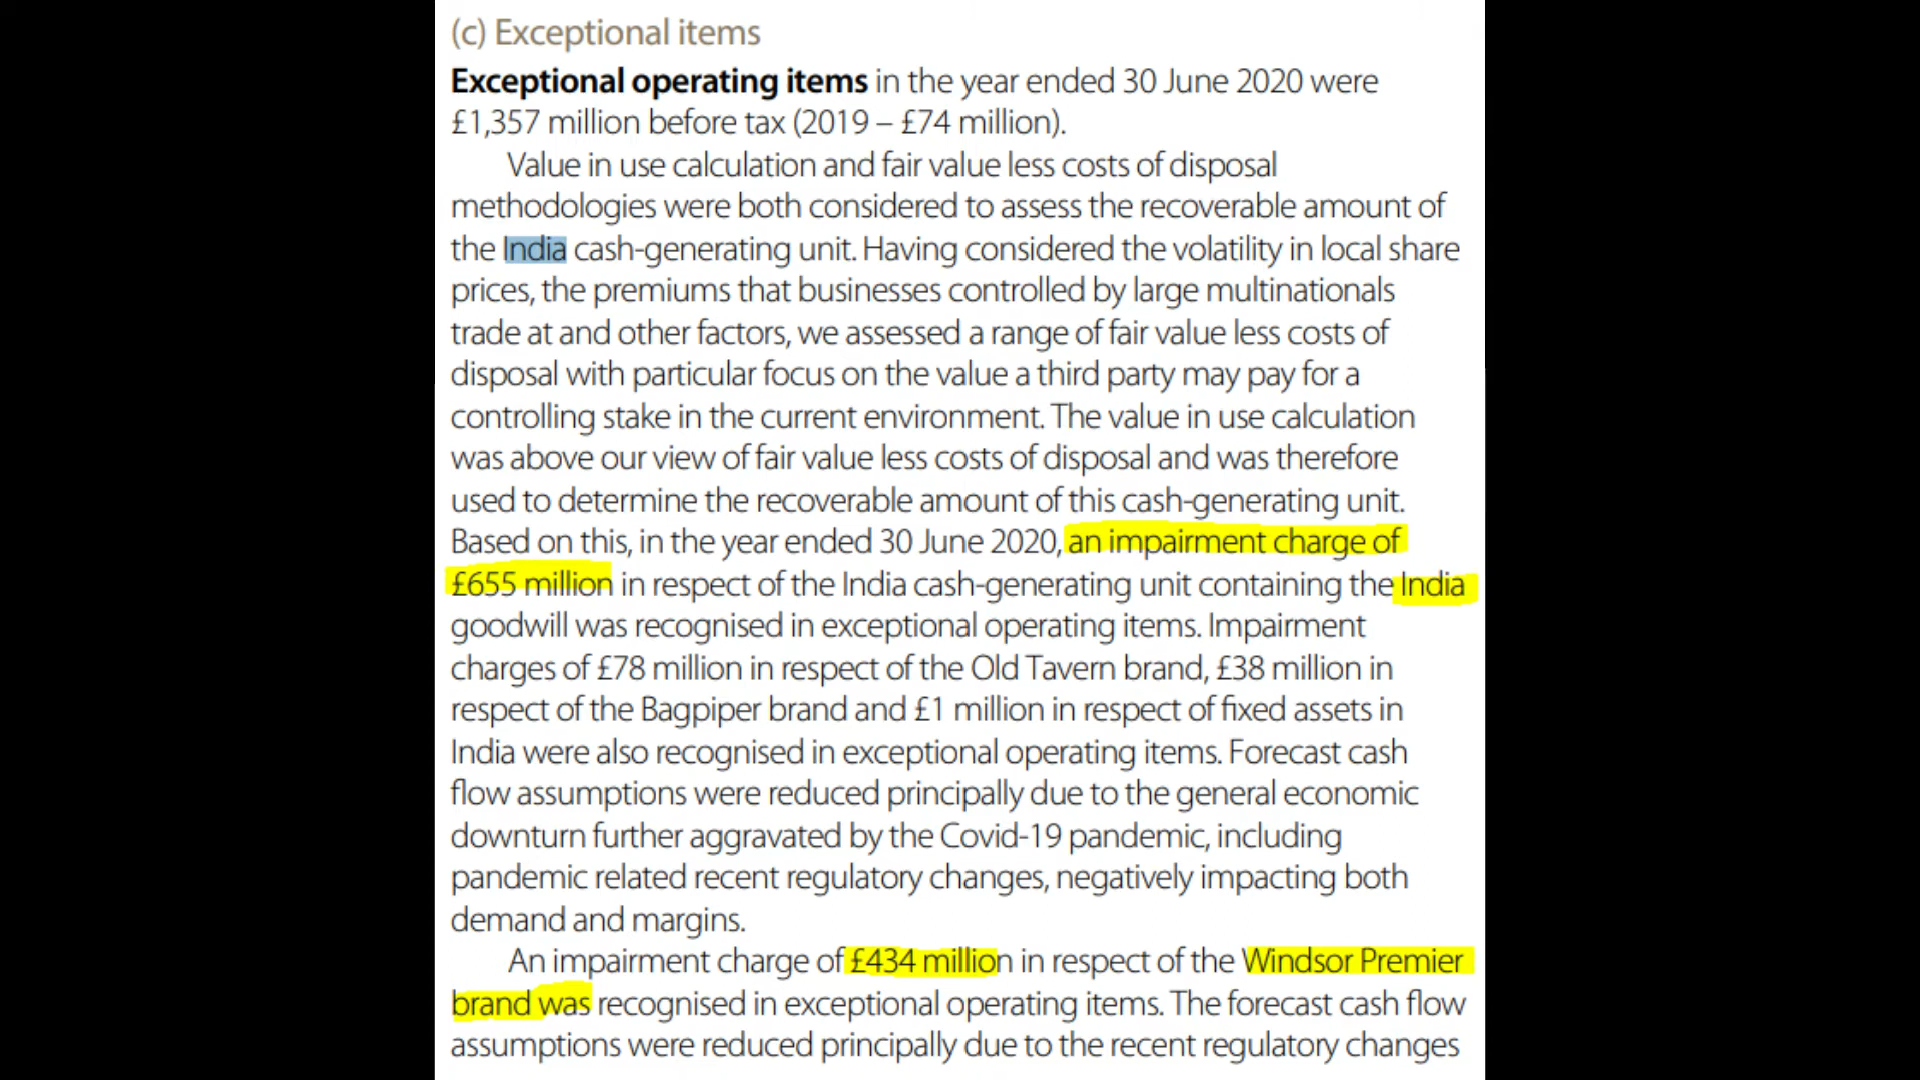 (c) Exceptional items
Exceptional operating items in the year ended 30 June 2020 were
£1,357 million before tax (2019 – £74 million).
Value in use calculation and fair value less costs of disposal
methodologies were both considered to assess the recoverable amount of
the India cash-generating unit. Having considered the volatility in local share
prices, the premiums that businesses controlled by large multinationals
trade at and other factors, we assessed a range of fair value less costs of
disposal with particular focus on the value a third party may pay for a
controlling stake in the current environment. The value in use calculation
was above our view of fair value less costs of disposal and was therefore
used to determine the recoverable amount of this cash-generating unit.
Based on this, in the year ended 30 June 2020, an impairment charge of
£655 million in respect of the India cash-generating unit containing the India
goodwill was recognised in exceptional operating items. Impairment
charges of £78 million in respect of the Old Tavern brand, £38 million in
respect of the Bagpiper brand and £1 million in respect of fixed assets in
India were also recognised in exceptional operating items. Forecast cash
flow assumptions were reduced principally due to the general economic
downturn further aggravated by the Covid-19 pandemic, including
pandemic related recent regulatory changes, negatively impacting both
demand and margins.
An impairment charge of £434 million in respect of the Windsor Premier
brand was recognised in exceptional operating items. The forecast cash flow
assumptions were reduced principally due to the recent regulatory changes